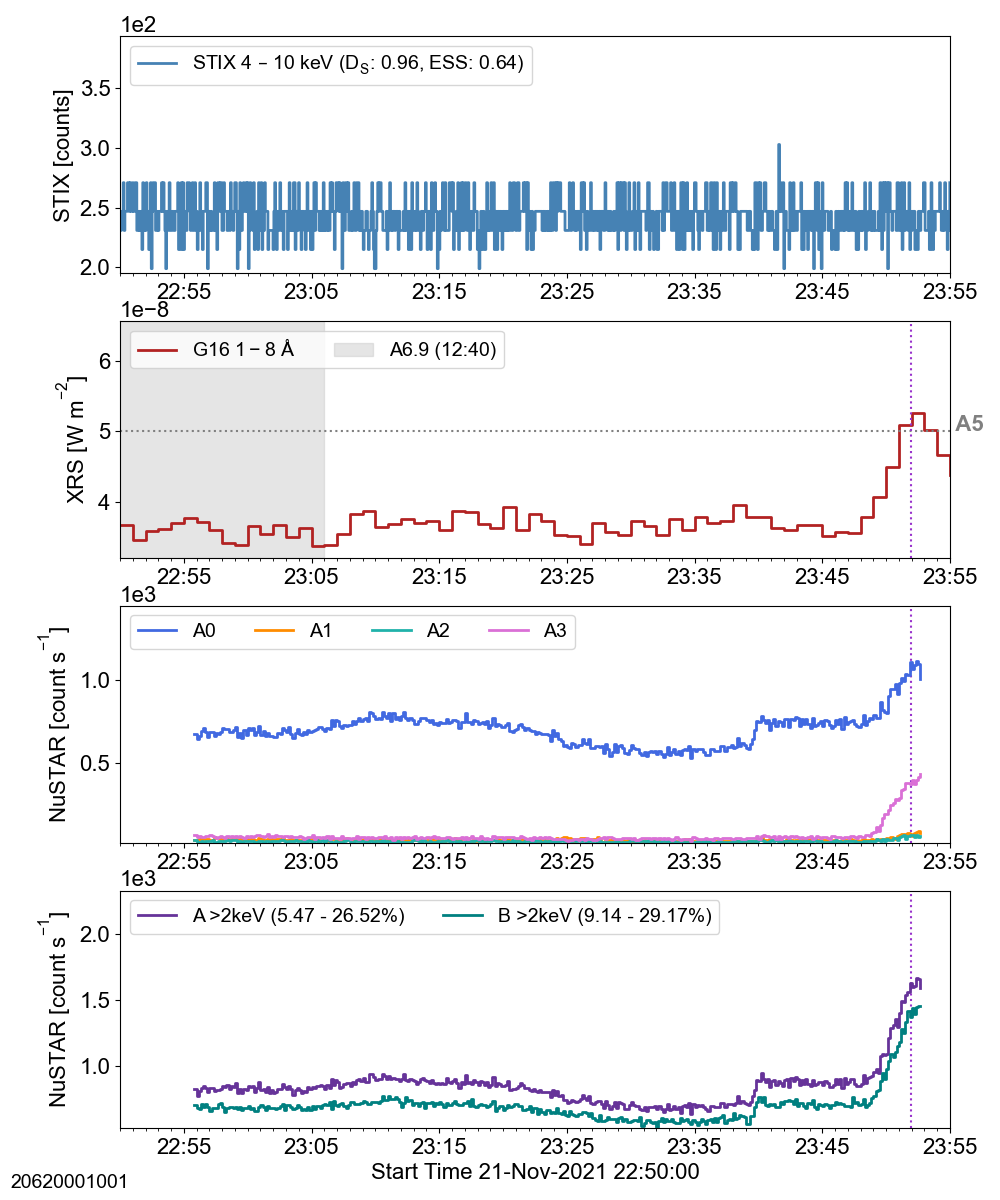 1e2
STIX 4 – 10 keV (DS: 0.96, ESS: 0.64)
STIX [counts]
3.5
3.0
2.5
2.0
22:55 23:05 23:15 23:25 23:35 23:45 23:55
1e−8
G16 1 − 8 Å A6.9 (12:40)
XRS [W m−2]
6
5
4
A5
22:55 23:05 23:15 23:25 23:35 23:45 23:55
1e3
A0 A1 A2 A3
NuSTAR [count s−1]
1.0
0.5
22:55 23:05 23:15 23:25 23:35 23:45 23:55
1e3
A >2keV (5.47 - 26.52%) B >2keV (9.14 - 29.17%)
NuSTAR [count s−1]
2.0
1.5
1.0
22:55 23:05 23:15 23:25 23:35 23:45 23:55
Start Time 21-Nov-2021 22:50:00
20620001001